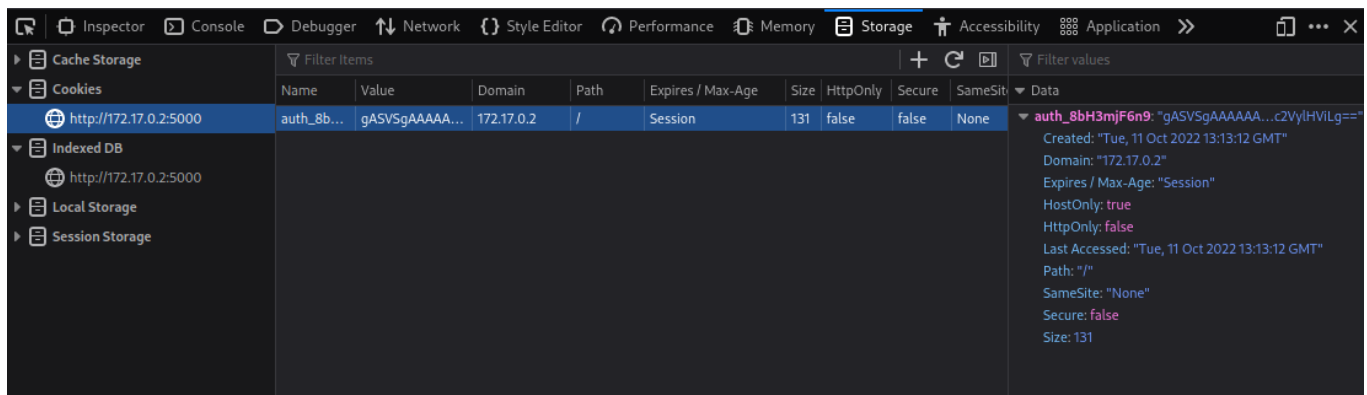 Inspector Console Debugger Network Style Editor Performance Memory Storage Accessibility Application
Cache Storage
Filter Items
Filter values
Cookies
Name Value Domain Path Expires / Max-Age Size HttpOnly Secure SameSit
Data
http://172.17.0.2:5000
auth_8b... gASVSgAAAAA... 172.17.0.2 / Session 131 false false None
auth_8bH3mjF6n9: "gASVSgAAAAAA...c2VylHViLg=="
Created: "Tue, 11 Oct 2022 13:13:12 GMT"
Indexed DB
Domain: "172.17.0.2"
http://172.17.0.2:5000
Expires / Max-Age: "Session"
Local Storage
HostOnly: true
HttpOnly: false
Session Storage
Last Accessed: "Tue, 11 Oct 2022 13:13:12 GMT"
Path: "/"
SameSite: "None"
Secure: false
Size: 131